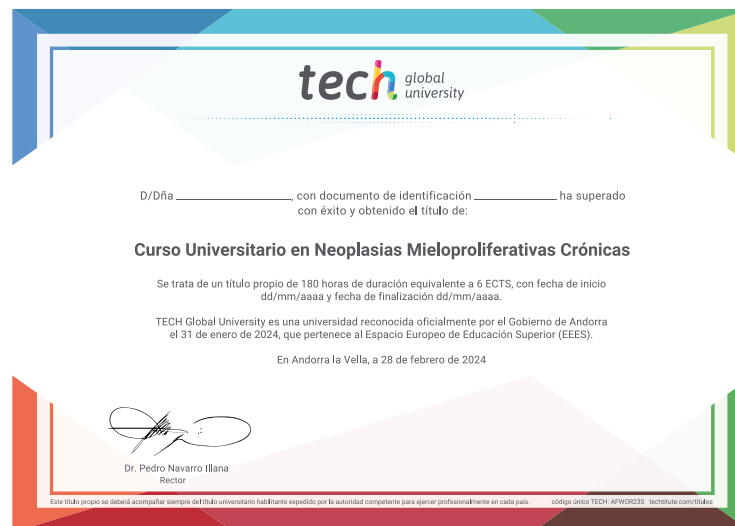 tech global
university
D/Dña ____________________, con documento de identificación ______________ ha superado
con éxito y obtenido el título de:
Curso Universitario en Neoplasias Mieloproliferativas Crónicas
Se trata de un título propio de 180 horas de duración equivalente a 6 ECTS, con fecha de inicio
dd/mm/aaaa y fecha de finalización dd/mm/aaaa.
TECH Global University es una universidad reconocida oficialmente por el Gobierno de Andorra
el 31 de enero de 2024, que pertenece al Espacio Europeo de Educación Superior (EEES).
En Andorra la Vella, a 28 de febrero de 2024
Dr. Pedro Navarro Illana
Rector
Este título propio se deberá acompañar siempre del título universitario habilitante expedido por la autoridad competente para ejercer profesionalmente en cada país. código único TECH: AFWOR23S techtitute.com/titulos